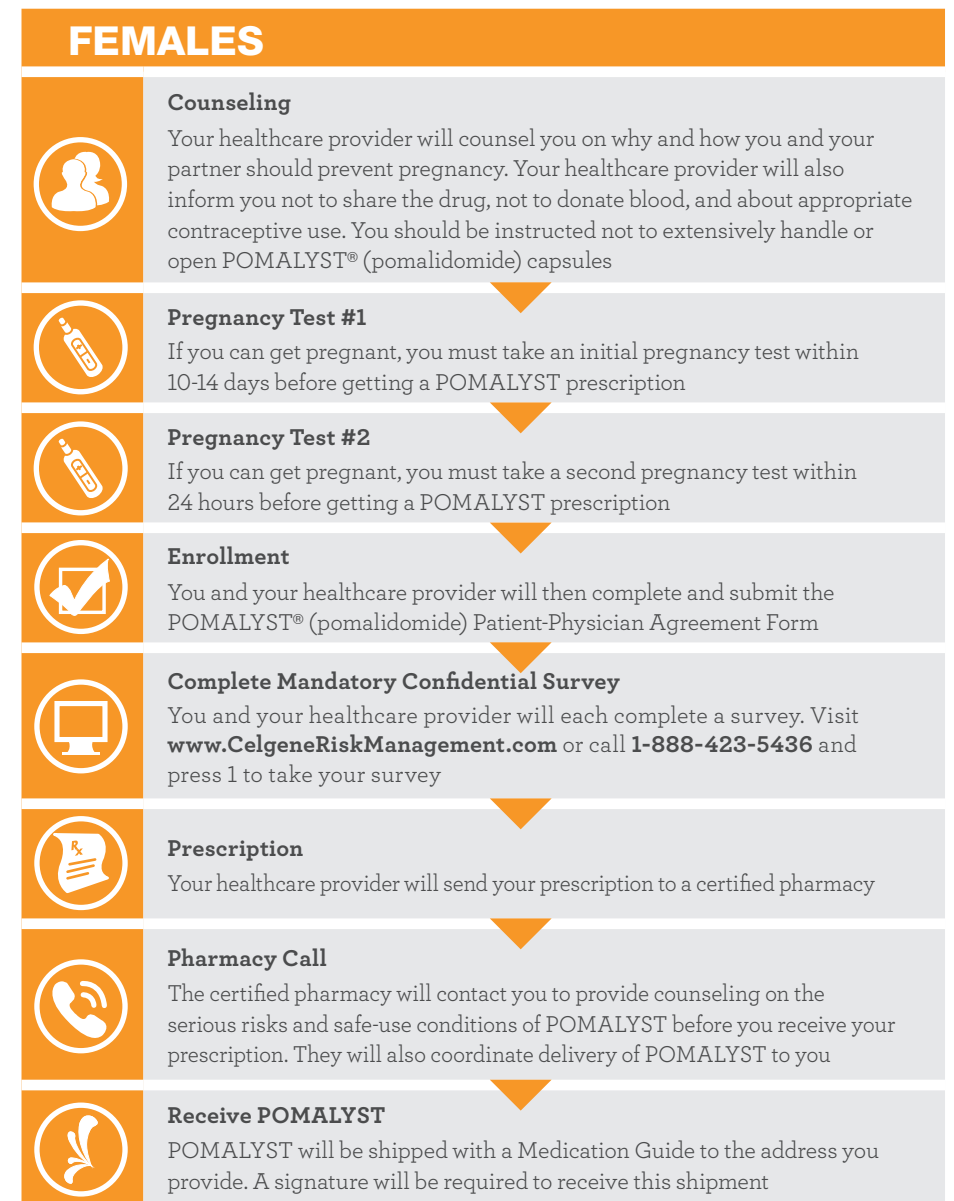 FEMALES
Counseling
Your healthcare provider will counsel you on why and how you and your
partner should prevent pregnancy. Your healthcare provider will also
inform you not to share the drug, not to donate blood, and about appropriate
contraceptive use. You should be instructed not to extensively handle or
open POMALYST® (pomalidomide) capsules
Pregnancy Test #1
If you can get pregnant, you must take an initial pregnancy test within
10-14 days before getting a POMALYST prescription
Pregnancy Test #2
If you can get pregnant, you must take a second pregnancy test within
24 hours before getting a POMALYST prescription
Enrollment
You and your healthcare provider will then complete and submit the
POMALYST® (pomalidomide) Patient-Physician Agreement Form
Complete Mandatory Confidential Survey
You and your healthcare provider will each complete a survey. Visit
www.CelgeneRiskManagement.com or call 1-888-423-5436 and
press 1 to take your survey
Rx
Prescription
Your healthcare provider will send your prescription to a certified pharmacy
Pharmacy Call
The certified pharmacy will contact you to provide counseling on the
serious risks and safe-use conditions of POMALYST before you receive your
prescription. They will also coordinate delivery of POMALYST to you
Receive POMALYST
POMALYST will be shipped with a Medication Guide to the address you
provide. A signature will be required to receive this shipment